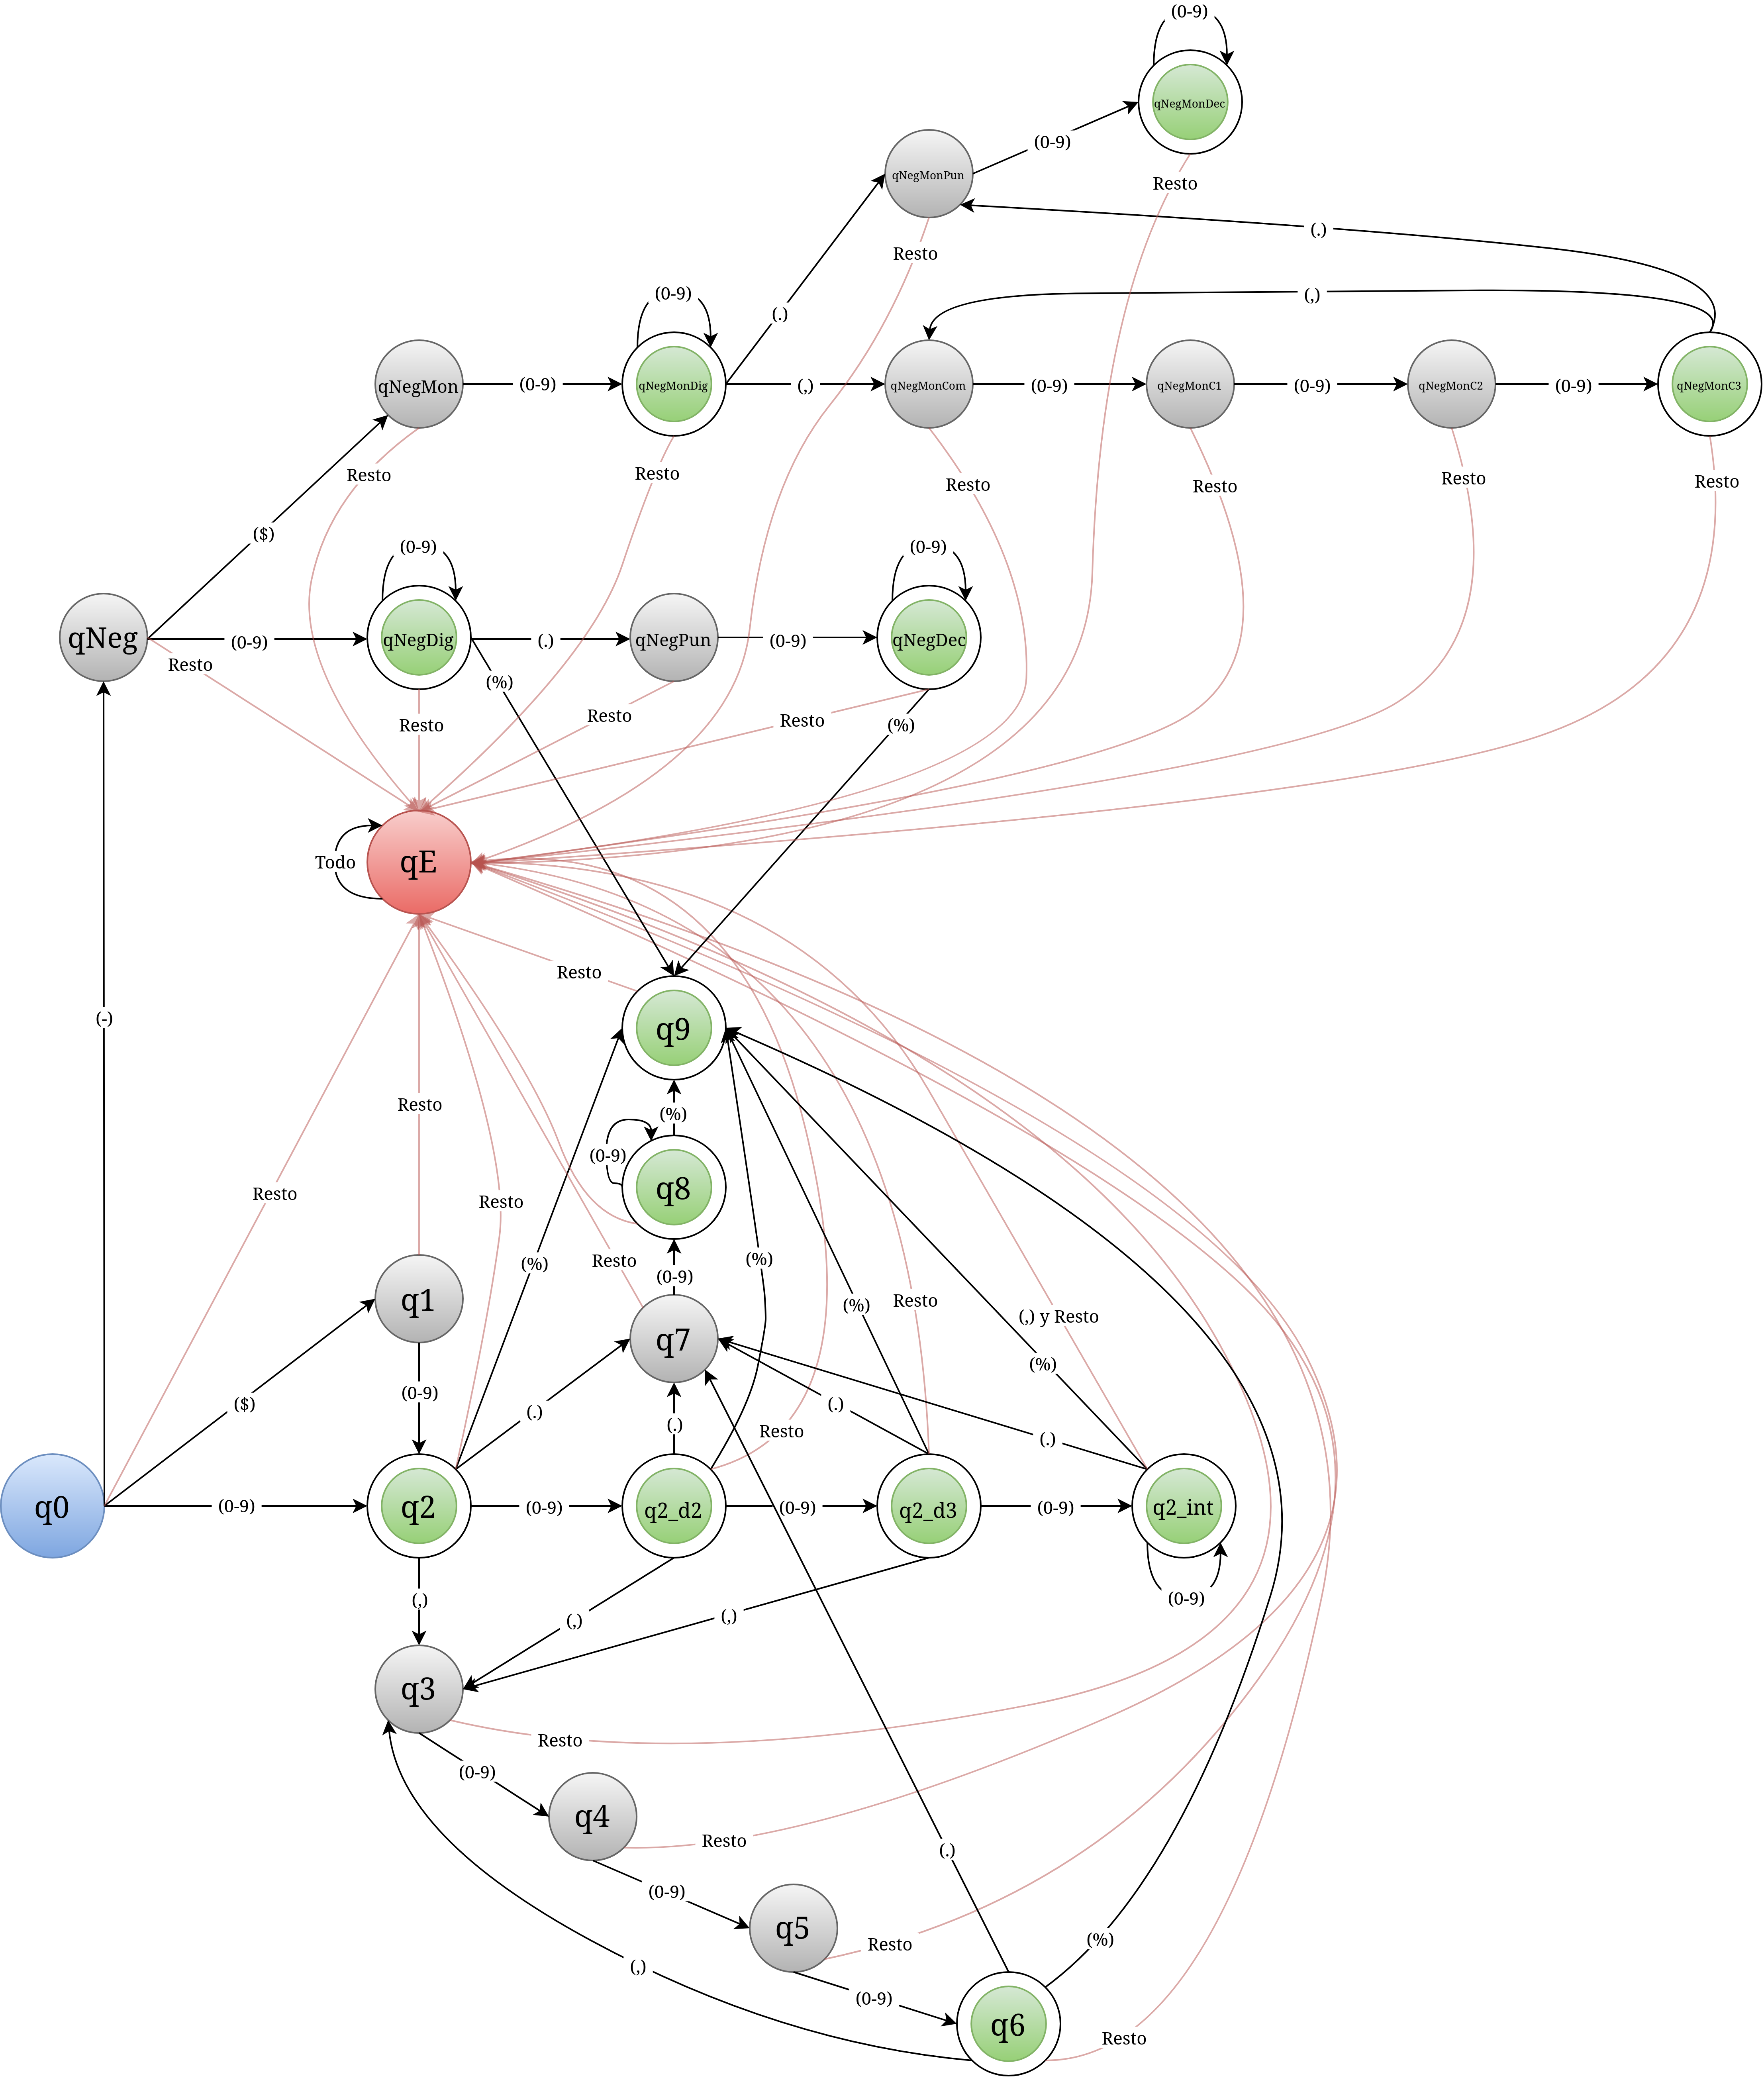 (0-9)
qNegMonDec
(0-9)
qNegMonPun
Resto
(.)
Resto
(0-9)
(,)
(.)
qNegMon
(0-9)
qNegMonDig
(,)
qNegMonCom
(0-9)
qNegMonC1
(0-9)
qNegMonC2
(0-9)
qNegMonC3
Resto
Resto
Resto
Resto
Resto
Resto
($)
(0-9)
(0-9)
qNeg
(0-9)
qNegDig
(.)
qNegPun
(0-9)
qNegDec
Resto
(%)
Resto
Resto
Resto
(%)
Todo
qE
Resto
(-)
q9
Resto
(%)
(0-9)
q8
Resto
Resto
(%)
Resto
(%)
(0-9)
q1
Resto
(%)
(,) y Resto
q7
(%)
(0-9)
($)
(.)
(.)
(.)
Resto
(.)
q0
(0-9)
q2
(0-9)
q2_d2
(0-9)
q2_d3
(0-9)
q2_int
(,)
(,)
(,)
(0-9)
q3
Resto
(0-9)
q4
Resto
(.)
(0-9)
q5
Resto
(%)
(,)
(0-9)
q6
Resto